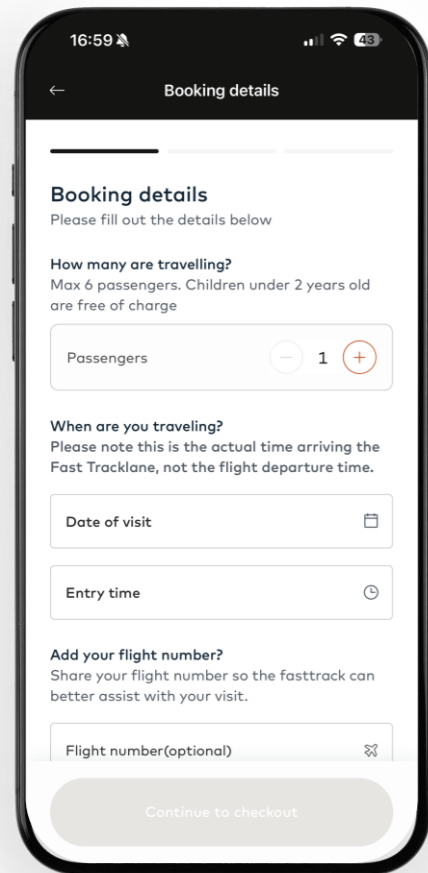 16:59
43
Booking details
Booking details
Please fill out the details below
How many are travelling?
Max 6 passengers. Children under 2 years old
are free of charge
Passengers
1
When are you traveling?
Please note this is the actual time arriving the
Fast Tracklane, not the flight departure time.
Date of visit
Entry time
Add your flight number?
Share your flight number so the fasttrack can
better assist with your visit.
Flight number(optional)
Continue to checkout